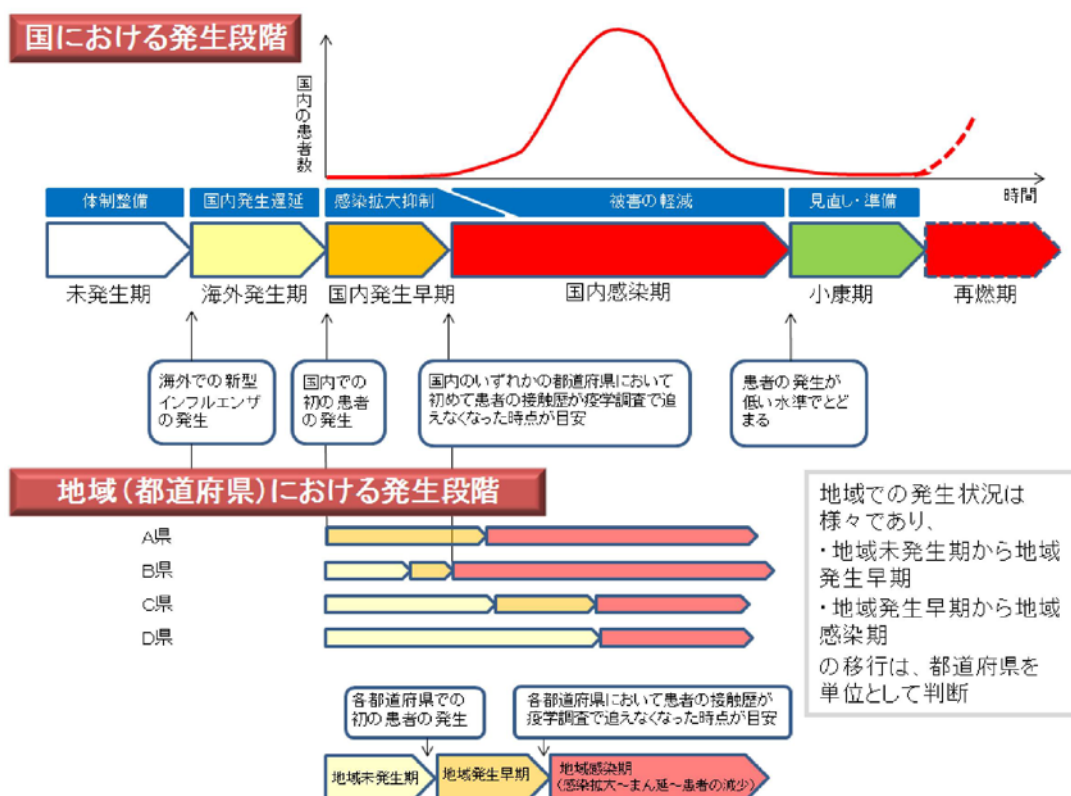 国における発生段階
国内の患者数
時間
体制整備
国内発生遅延
感染拡大抑制
被害の軽減
見直し・準備
未発生期
海外発生期
国内発生早期
国内感染期
小康期
再燃期
海外での新型
インフルエンザ
の発生
国内での
初の患者
の発生
国内のいずれかの都道府県において
初めて患者の接触歴が疫学調査で追
えなくなった時点が目安
患者の発生が
低い水準でとど
まる
地域(都道府県)における発生段階
A県
B県
C県
D県
地域での発生状況は
様々であり、
・地域未発生期から地域
発生早期
・地域発生早期から地域
感染期
の移行は、都道府県を
単位として判断
各都道府県での
初の患者の発生
各都道府県において患者の接触歴が
疫学調査で追えなくなった時点が目安
地域未発生期
地域発生早期
地域感染期
(感染拡大~まん延~患者の減少)